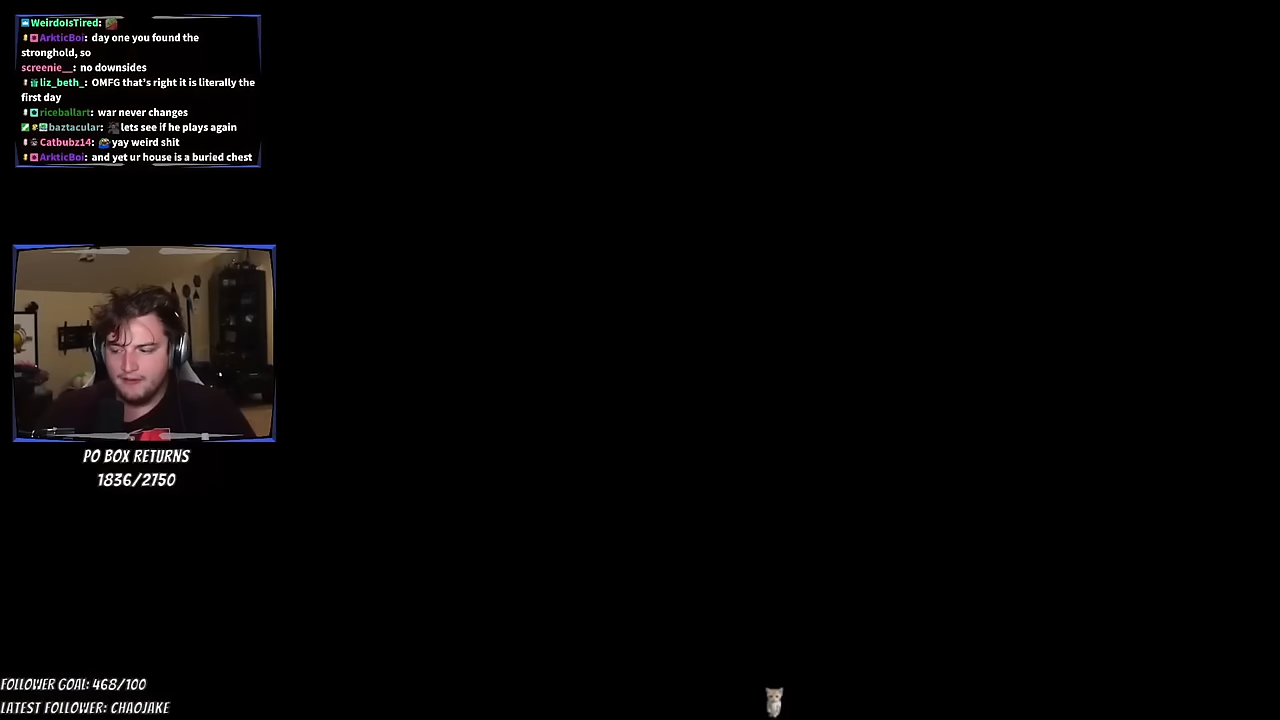 WeirdoIsTired:
ArkticBoi: day one you found the
stronghold, so
screenie__: no downsides
liz_beth_: OMFG that's right it is literally the
first day
riceballart: war never changes
baztacular: lets see if he plays again
Catbubz14: yay weird shit
ArkticBoi: and yet ur house is a buried chest
PO BOX RETURNS
1836/2750
FOLLOWER GOAL: 468/100
LATEST FOLLOWER: CHAOJAKE